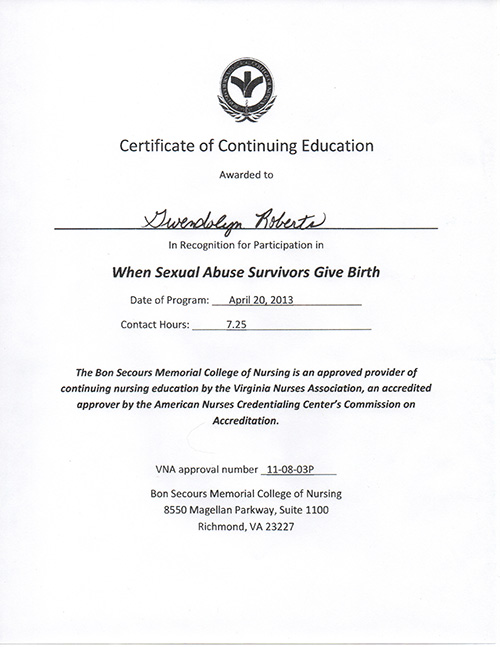 Certificate of Continuing Education
Awarded to
Gwendolyn Roberts
In Recognition for Participation in
When Sexual Abuse Survivors Give Birth
Date of Program: April 20, 2013
Contact Hours: 7.25
The Bon Secours Memorial College of Nursing is an approved provider of
continuing nursing education by the Virginia Nurses Association, an accredited
approver by the American Nurses Credentialing Center's Commission on
Accreditation.
VNA approval number 11-08-03P
Bon Secours Memorial College of Nursing
8550 Magellan Parkway, Suite 1100
Richmond, VA 23227